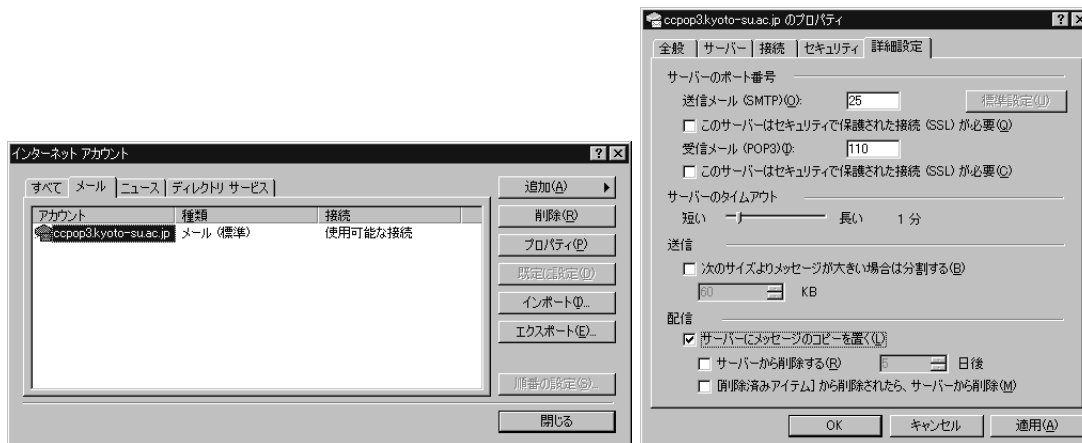 インターネット アカウント
すべて メール ニュース ディレクトリ サービス
アカウント 種類 接続
ccpop3.kyoto-su.ac.jp メール (標準) 使用可能な接続
追加(A)
削除(R)
プロパティ(P)
既定に設定(D)
インポート(I)...
エクスポート(E)...
順番の設定(S)...
閉じる
ccpop3.kyoto-su.ac.jp のプロパティ
全般 サーバー 接続 セキュリティ 詳細設定
サーバーのポート番号
送信メール (SMTP)(O): 25 標準設定(U)
このサーバーはセキュリティで保護された接続 (SSL) が必要(Q)
受信メール (POP3)(I): 110
このサーバーはセキュリティで保護された接続 (SSL) が必要(C)
サーバーのタイムアウト
短い 長い 1 分
送信
次のサイズよりメッセージが大きい場合は分割する(B)
60 KB
配信
サーバーにメッセージのコピーを置く(L)
サーバーから削除する(R) 5 日後
[削除済みアイテム] から削除されたら、サーバーから削除(M)
OK キャンセル 適用(A)